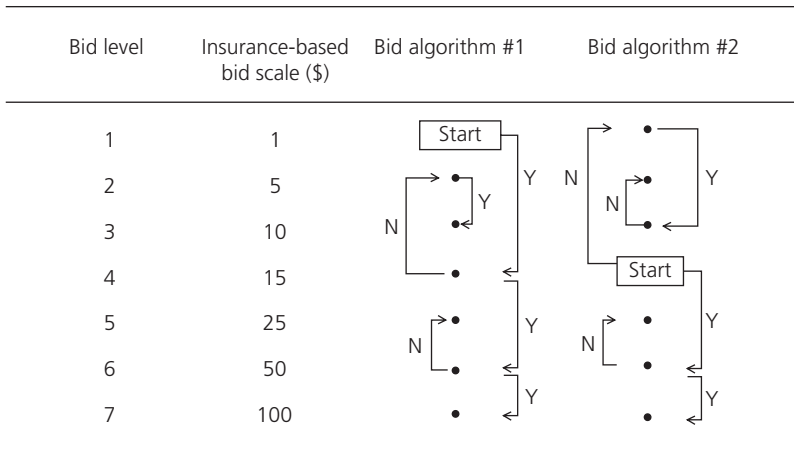 Bid level Insurance-based Bid algorithm #1 Bid algorithm #2
bid scale ($)
1 1 Start
Y N Y
2 5 Y N
3 10 N
4 15 Start
5 25 Y Y
N N
6 50
Y Y
7 100